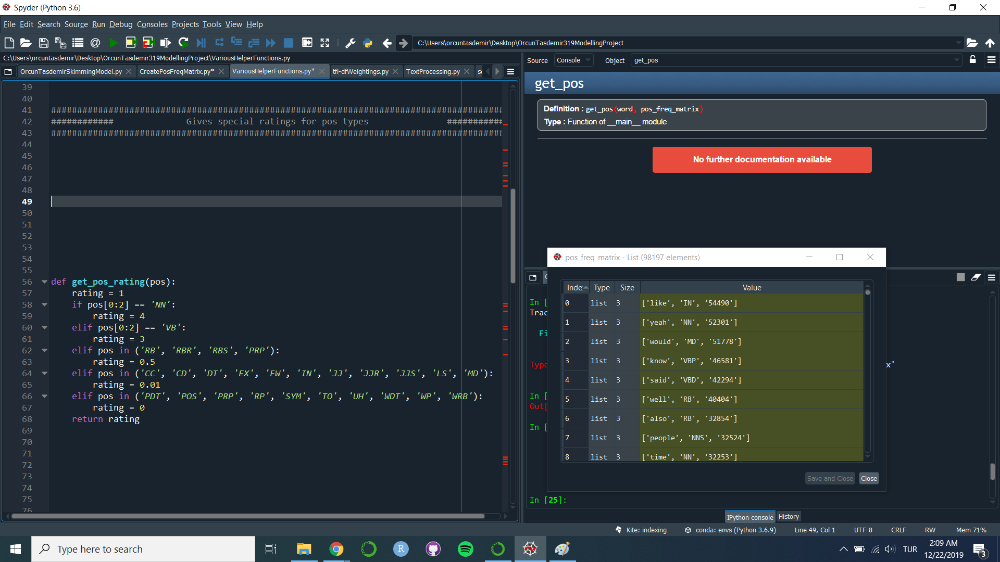 Spyder (Python 3.6)
File Edit Search Source Run Debug Consoles Projects Tools View Help
C:\Users\orcuntasdemir\Desktop\OrcunTasdemir319ModellingProject
C:\Users\orcuntasdemir\Desktop\OrcunTasdemir319ModellingProject\VariousHelperFunctions.py
OrcunTasdemirSkimmingModel.py CreatePosFreqMatrix.py* VariousHelperFunctions.py* tfi-dfWeightings.py TextProcessing.py
39
40
41 #######################################################################################
42 ############ Gives special ratings for pos types ###########
43 #######################################################################################
44
45
46
47
48
49
50
51
52
53
54
55
56 def get_pos_rating(pos):
57 rating = 1
58 if pos[0:2] == 'NN':
59 rating = 4
60 elif pos[0:2] == 'VB':
61 rating = 3
62 elif pos in ('RB', 'RBR', 'RBS', 'PRP'):
63 rating = 0.5
64 elif pos in ('CC', 'CD', 'DT', 'EX', 'FW', 'IN', 'JJ', 'JJR', 'JJS', 'LS', 'MD'):
65 rating = 0.01
66 elif pos in ('PDT', 'POS', 'PRP', 'RP', 'SYM', 'TO', 'UH', 'WDT', 'WP', 'WRB'):
67 rating = 0
68 return rating
69
70
71
72
73
74
75
76
Source Console Object get_pos
get_pos
Definition : get_pos(word, pos_freq_matrix)
Type : Function of __main__ module
No further documentation available
pos_freq_matrix - List (98197 elements)
Inde Type Size Value
0 list 3 ['like', 'IN', '54490']
1 list 3 ['yeah', 'NN', '52301']
2 list 3 ['would', 'MD', '51778']
3 list 3 ['know', 'VBP', '46581']
4 list 3 ['said', 'VBD', '42294']
5 list 3 ['well', 'RB', '40404']
6 list 3 ['also', 'RB', '32854']
7 list 3 ['people', 'NNS', '32524']
8 list 3 ['time', 'NN', '32253']
Save and Close Close
In [
Trac
Fi
Type
x'
In [
Out[
In [
In [25]:
IPython console History
Kite: indexing conda: envs (Python 3.6.9) Line 49, Col 1 UTF-8 CRLF RW Mem 71%
Type here to search
R
TUR
2:09 AM
12/22/2019
3